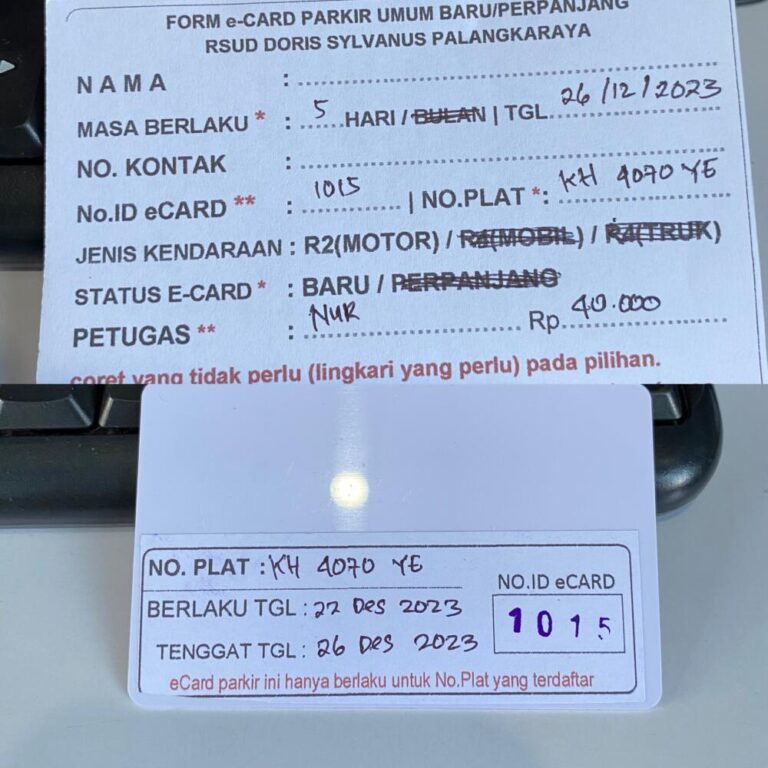 FORM e-CARD PARKIR UMUM BARU/PERPANJANG
RSUD DORIS SYLVANUS PALANGKARAYA
NAMA :
MASA BERLAKU * : 5 HARI / BULAN | TGL 26/12/2023
NO. KONTAK :
No.ID eCARD ** : 1015 | NO.PLAT *: KH 4070 YE
JENIS KENDARAAN : R2(MOTOR) / R4(MOBIL) / R4(TRUK)
STATUS E-CARD * : BARU / PERPANJANG
PETUGAS ** : NUR Rp. 40.000
coret yang tidak perlu (lingkari yang perlu) pada pilihan.
NO. PLAT : KH 4070 YE
NO.ID eCARD
BERLAKU TGL : 22 Des 2023
1015
TENGGAT TGL : 26 Des 2023
eCard parkir ini hanya berlaku untuk No.Plat yang terdaftar